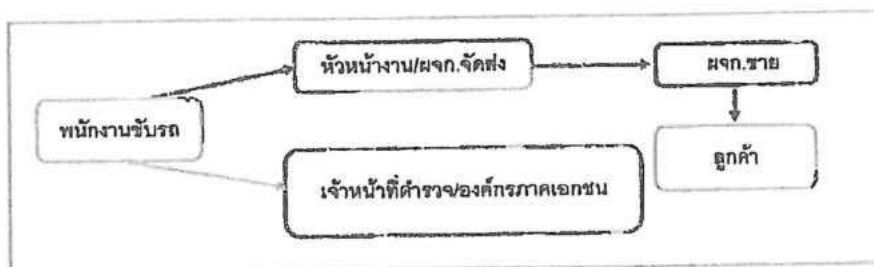 หัวหน้างาน/ผจก.จัดส่ง
ผจก.ขาย
พนักงานขับรถ
ลูกค้า
เจ้าหน้าที่ตำรวจ/องค์กรภาคเอกชน